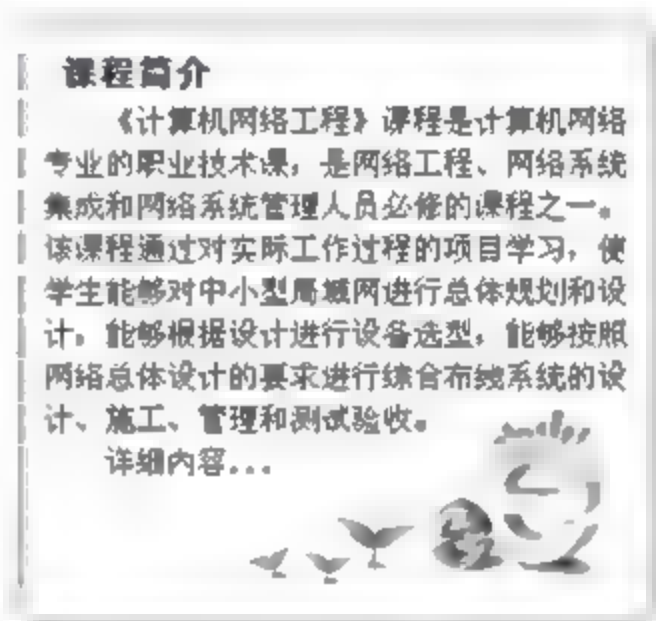 课程简介
《计算机网络工程》课程是计算机网络
专业的职业技术课，是网络工程、网络系统
集成和网络系统管理人员必修的课程之一。
该课程通过对实际工作过程的项目学习，使
学生能够对中小型局域网进行总体规划和设
计，能够根据设计进行设备选型，能够按照
网络总体设计的要求进行综合布线系统的设
计、施工、管理和测试验收。
详细内容...